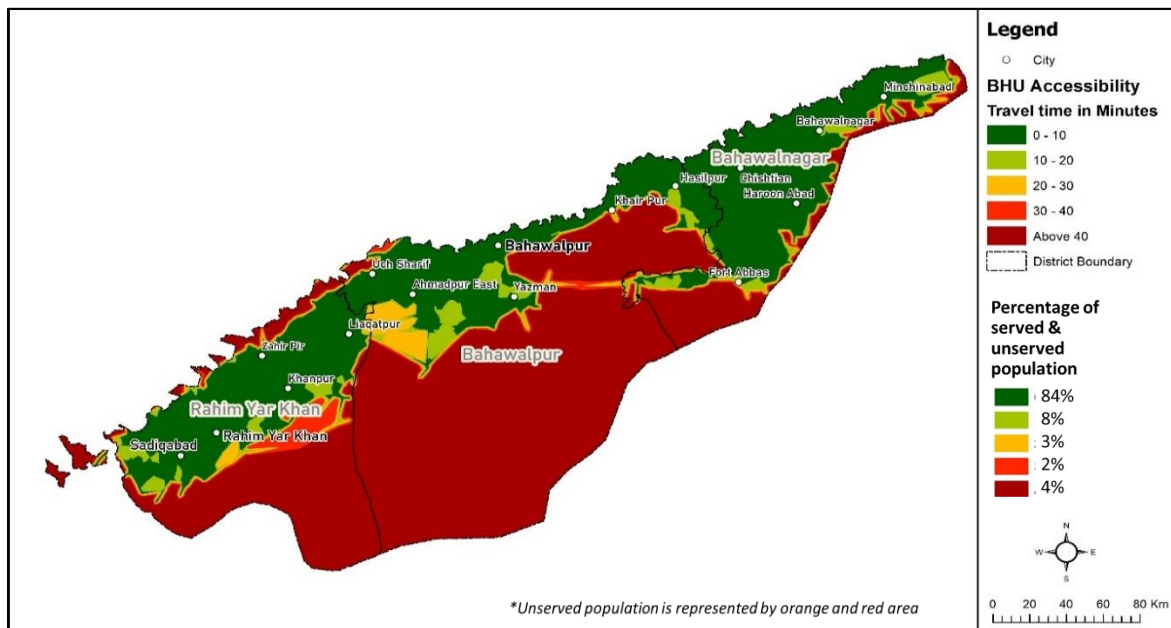 Minchinabad
Bahawalnagar
Bahawalnagar
Hasilpur
Chishtian
Haroon Abad
Khair Pur
Bahawalpur
Uch Sharif
Fort Abbas
Ahmadpur East
Yazman
Liaqatpur
Zahir Pir
Bahawalpur
Khanpur
Rahim Yar Khan
Rahim Yar Khan
Sadiqabad
*Unserved population is represented by orange and red area
Legend
City
BHU Accessibility
Travel time in Minutes
0 - 10
10 - 20
20 - 30
30 - 40
Above 40
District Boundary
Percentage of
served &
unserved
population
84%
8%
3%
2%
4%
N
W E
S
0 20 40 60 80 Km